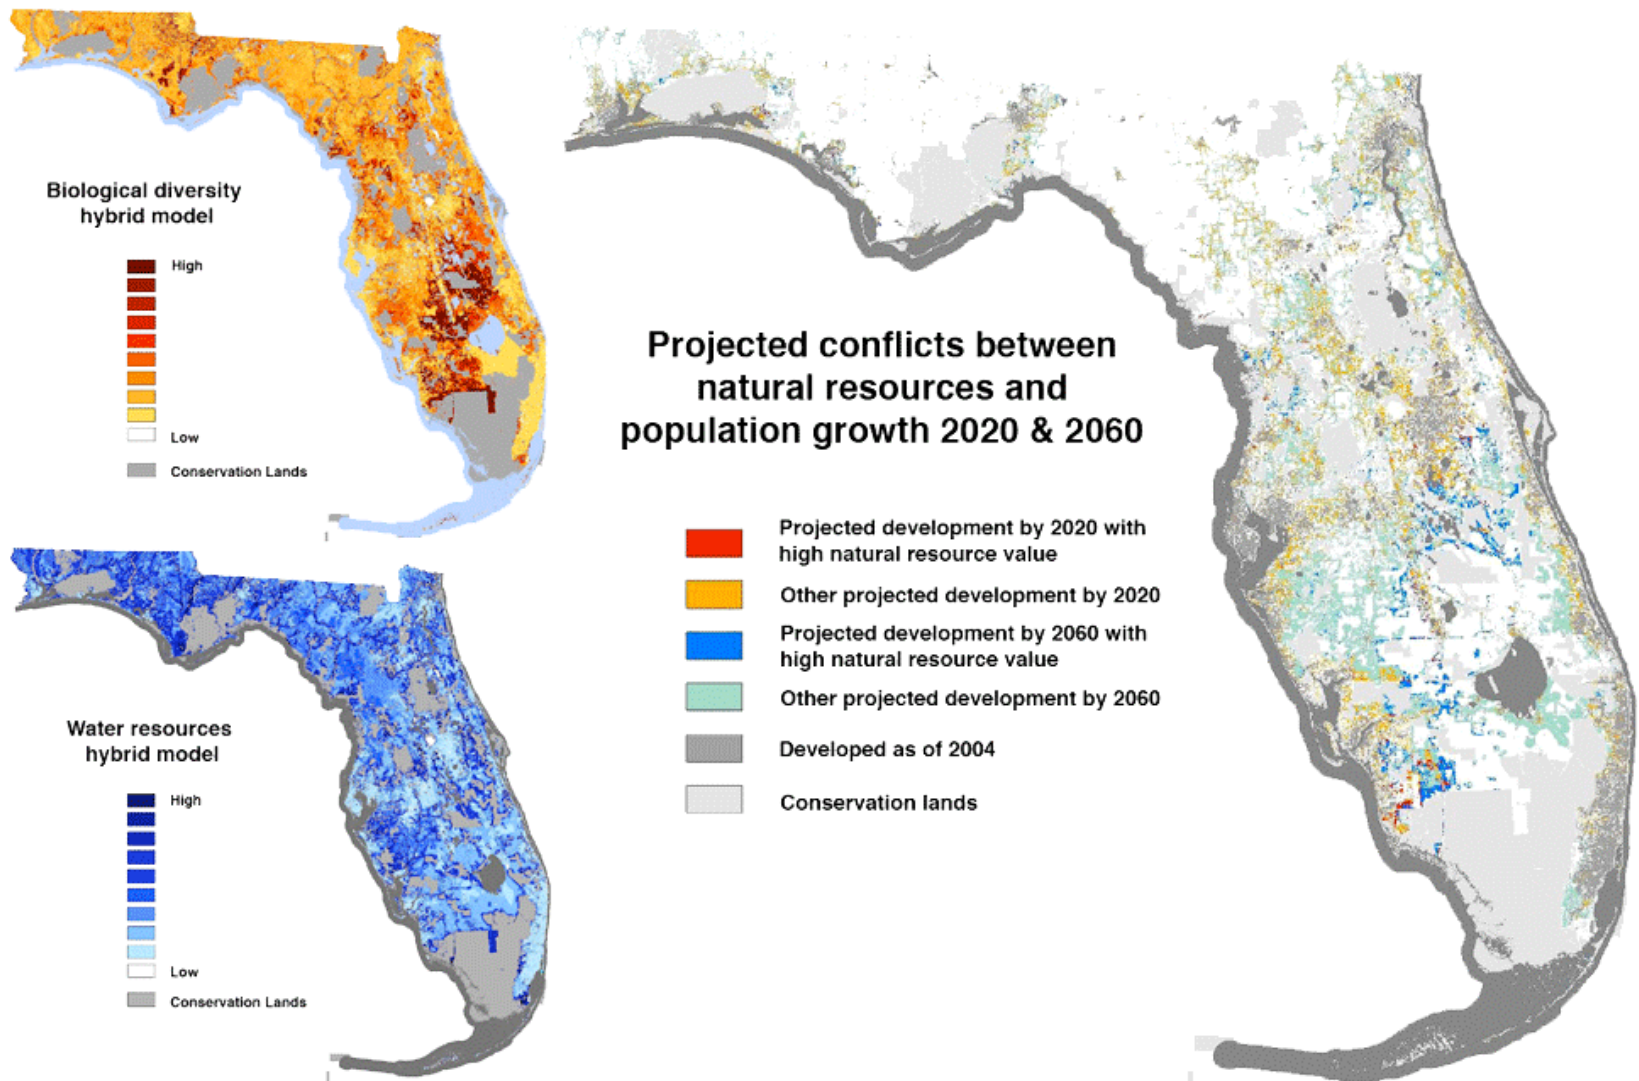 Biological diversity
hybrid model
High
Low
Conservation Lands
Water resources
hybrid model
High
Low
Conservation Lands
Projected conflicts between
natural resources and
population growth 2020 & 2060
Projected development by 2020 with
high natural resource value
Other projected development by 2020
Projected development by 2060 with
high natural resource value
Other projected development by 2060
Developed as of 2004
Conservation lands